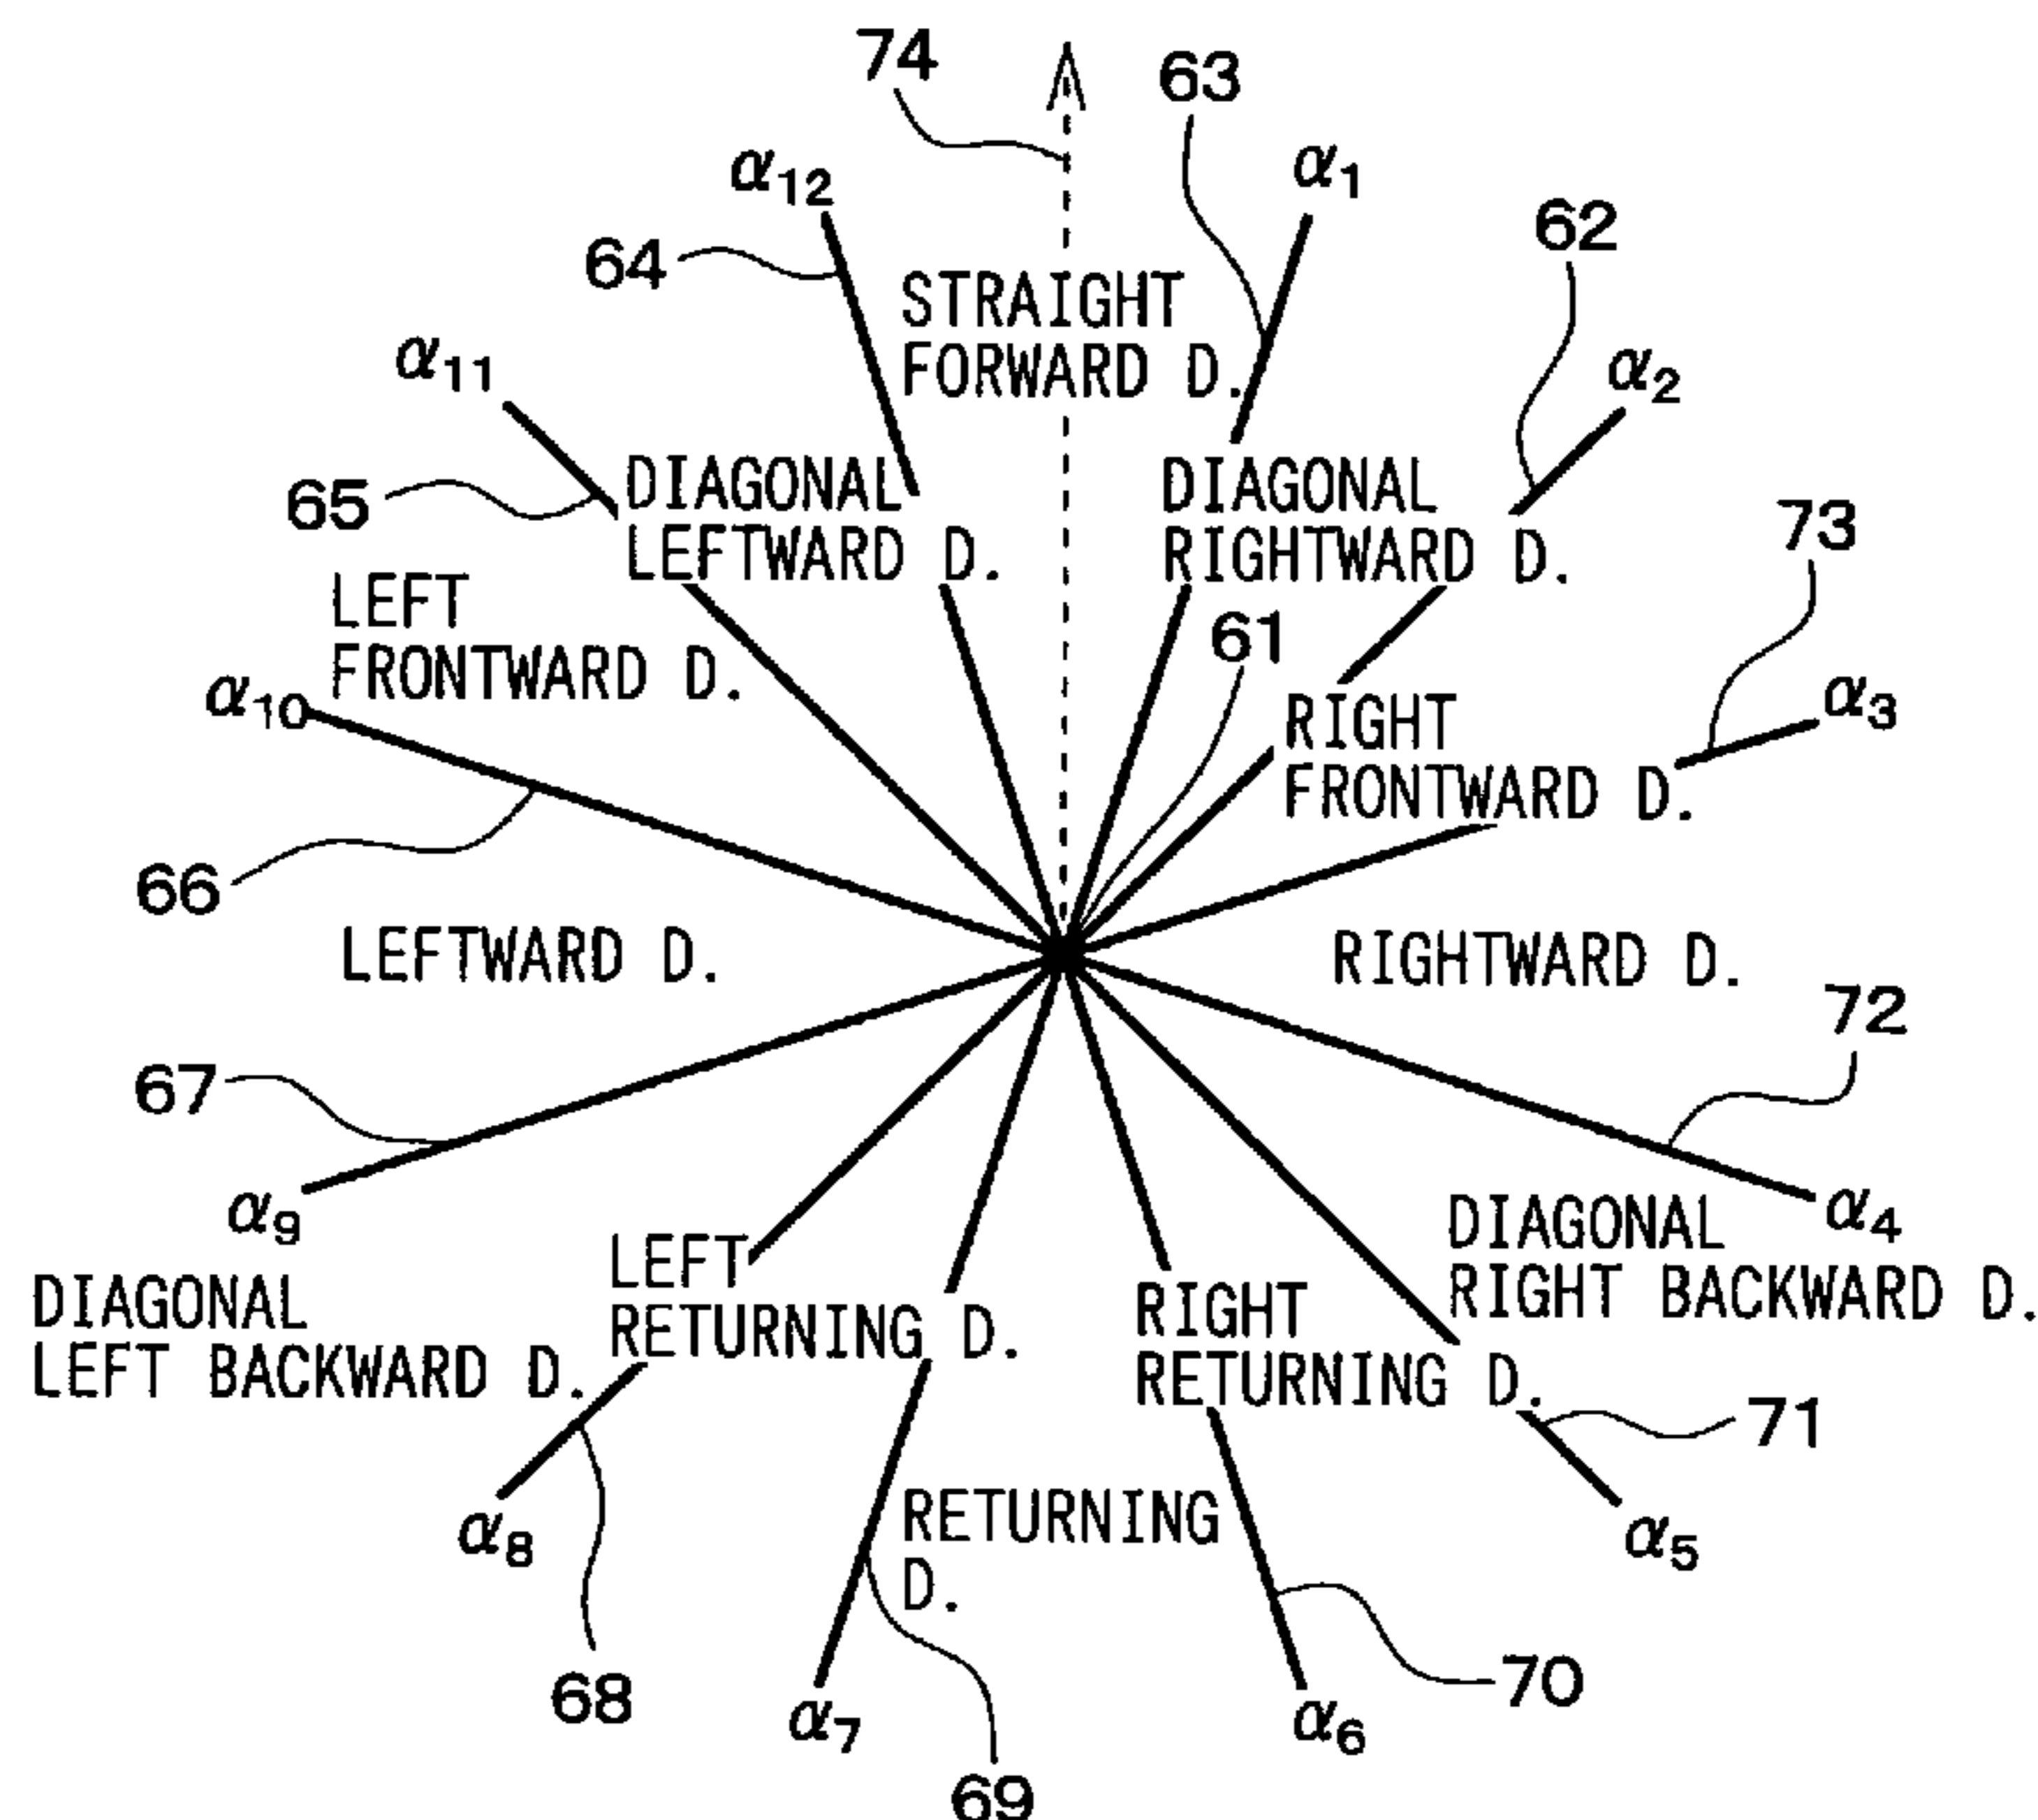 74
63
α12
α1
62
64
STRAIGHT
FORWARD D.
α11
α2
65
DIAGONAL
LEFTWARD D.
DIAGONAL
RIGHTWARD D.
73
LEFT
FRONTWARD D.
61
α10
RIGHT
FRONTWARD D.
α3
66
LEFTWARD D.
RIGHTWARD D.
72
67
α9
α4
DIAGONAL
RIGHT BACKWARD D.
LEFT
RETURNING D.
DIAGONAL
LEFT BACKWARD D.
RIGHT
RETURNING D.
71
α8
RETURNING
D.
α5
68
α7
α6
70
69